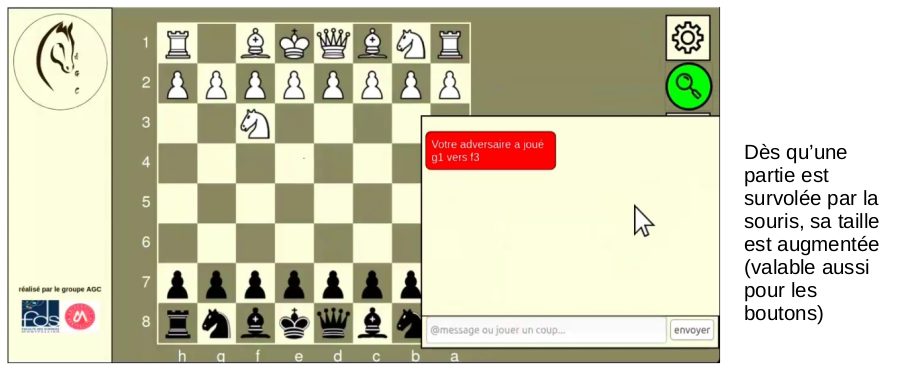 1
2
3
4
5
6
7
8
h g f e d c b a
Votre adversaire a joué
g1 vers f3
@message ou jouer un coup...
envoyer
réalisé par le groupe AGC
fds
Dès qu’une
partie est
survolée par la
souris, sa taille
est augmentée
(valable aussi
pour les
boutons)